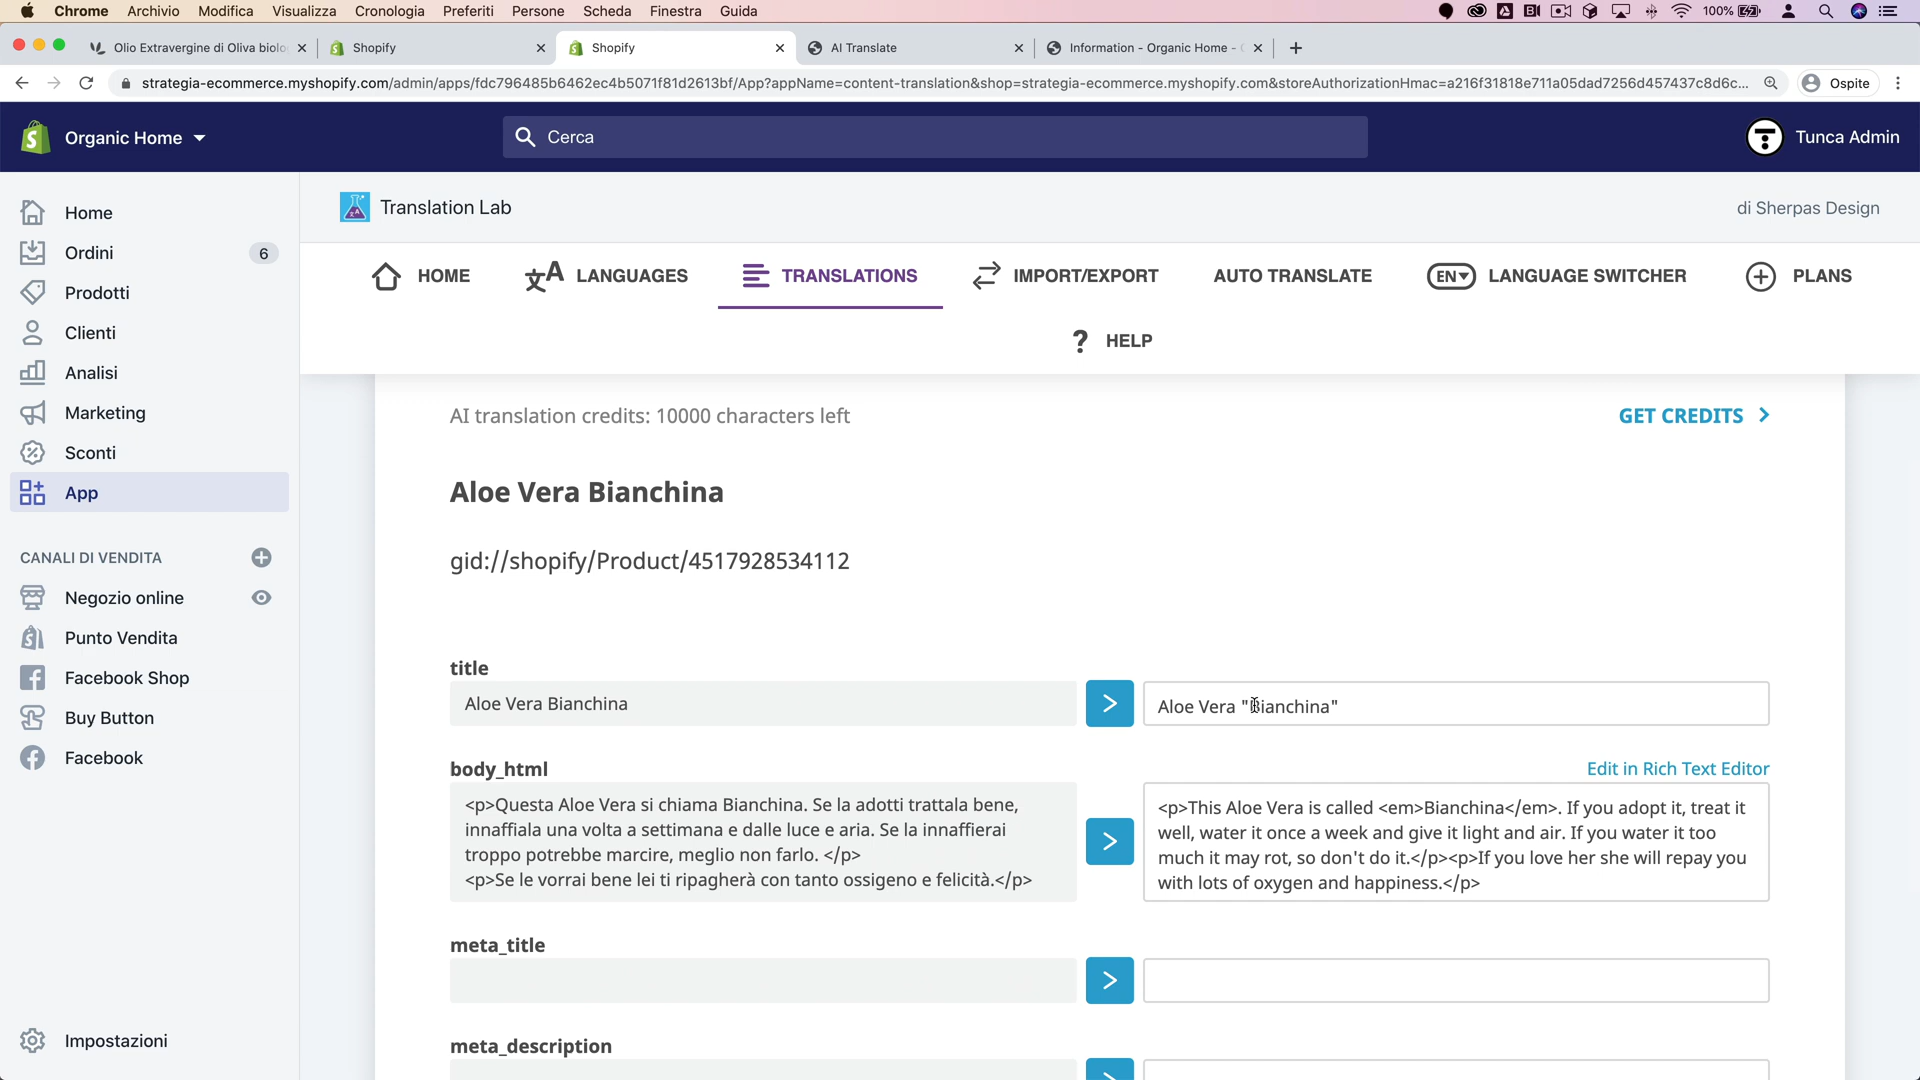 Chrome Archivio Modifica Visualizza Cronologia Preferiti Persone Scheda Finestra Guida 100%
Olio Extravergine di Oliva biolo
Shopify
Shopify
AI Translate
Information - Organic Home -
strategia-ecommerce.myshopify.com/admin/apps/fdc796485b6462ec4b5071f81d2613bf/App?appName=content-translation&shop=strategia-ecommerce.myshopify.com&storeAuthorizationHmac=a216f31818e711a05dad7256d457437c8d6c...
Ospite
Organic Home
Cerca
Tunca Admin
Home
Ordini 6
Prodotti
Clienti
Analisi
Marketing
Sconti
App
CANALI DI VENDITA
Negozio online
Punto Vendita
Facebook Shop
Buy Button
Facebook
Impostazioni
Translation Lab
di Sherpas Design
HOME
LANGUAGES
TRANSLATIONS
IMPORT/EXPORT
AUTO TRANSLATE
EN LANGUAGE SWITCHER
PLANS
? HELP
AI translation credits: 10000 characters left
GET CREDITS >
Aloe Vera Bianchina
gid://shopify/Product/4517928534112
title
Aloe Vera Bianchina
>
Aloe Vera "Bianchina"
body_html
Edit in Rich Text Editor
<p>Questa Aloe Vera si chiama Bianchina. Se la adotti trattala bene,
innaffiala una volta a settimana e dalle luce e aria. Se la innaffierai
troppo potrebbe marcire, meglio non farlo. </p>
<p>Se le vorrai bene lei ti ripagherà con tanto ossigeno e felicità.</p>
>
<p>This Aloe Vera is called <em>Bianchina</em>. If you adopt it, treat it
well, water it once a week and give it light and air. If you water it too
much it may rot, so don't do it.</p><p>If you love her she will repay you
with lots of oxygen and happiness.</p>
meta_title
>
meta_description